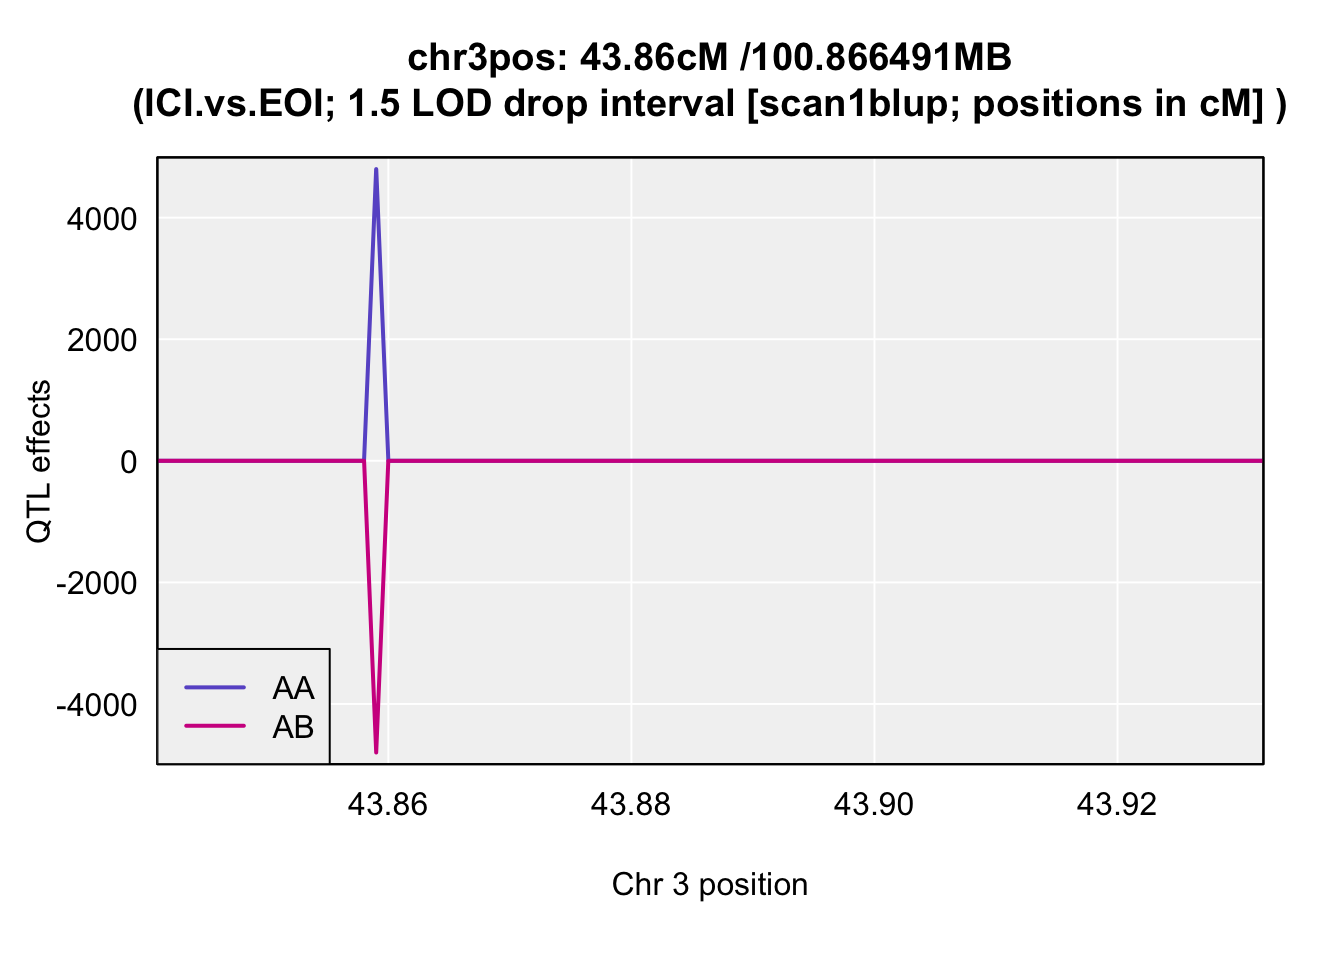 chr3pos: 43.86cM /100.866491MB
(ICI.vs.EOI; 1.5 LOD drop interval [scan1blup; positions in cM] )
QTL effects
4000
2000
0
-2000
-4000
AA
AB
43.86 43.88 43.90 43.92
Chr 3 position